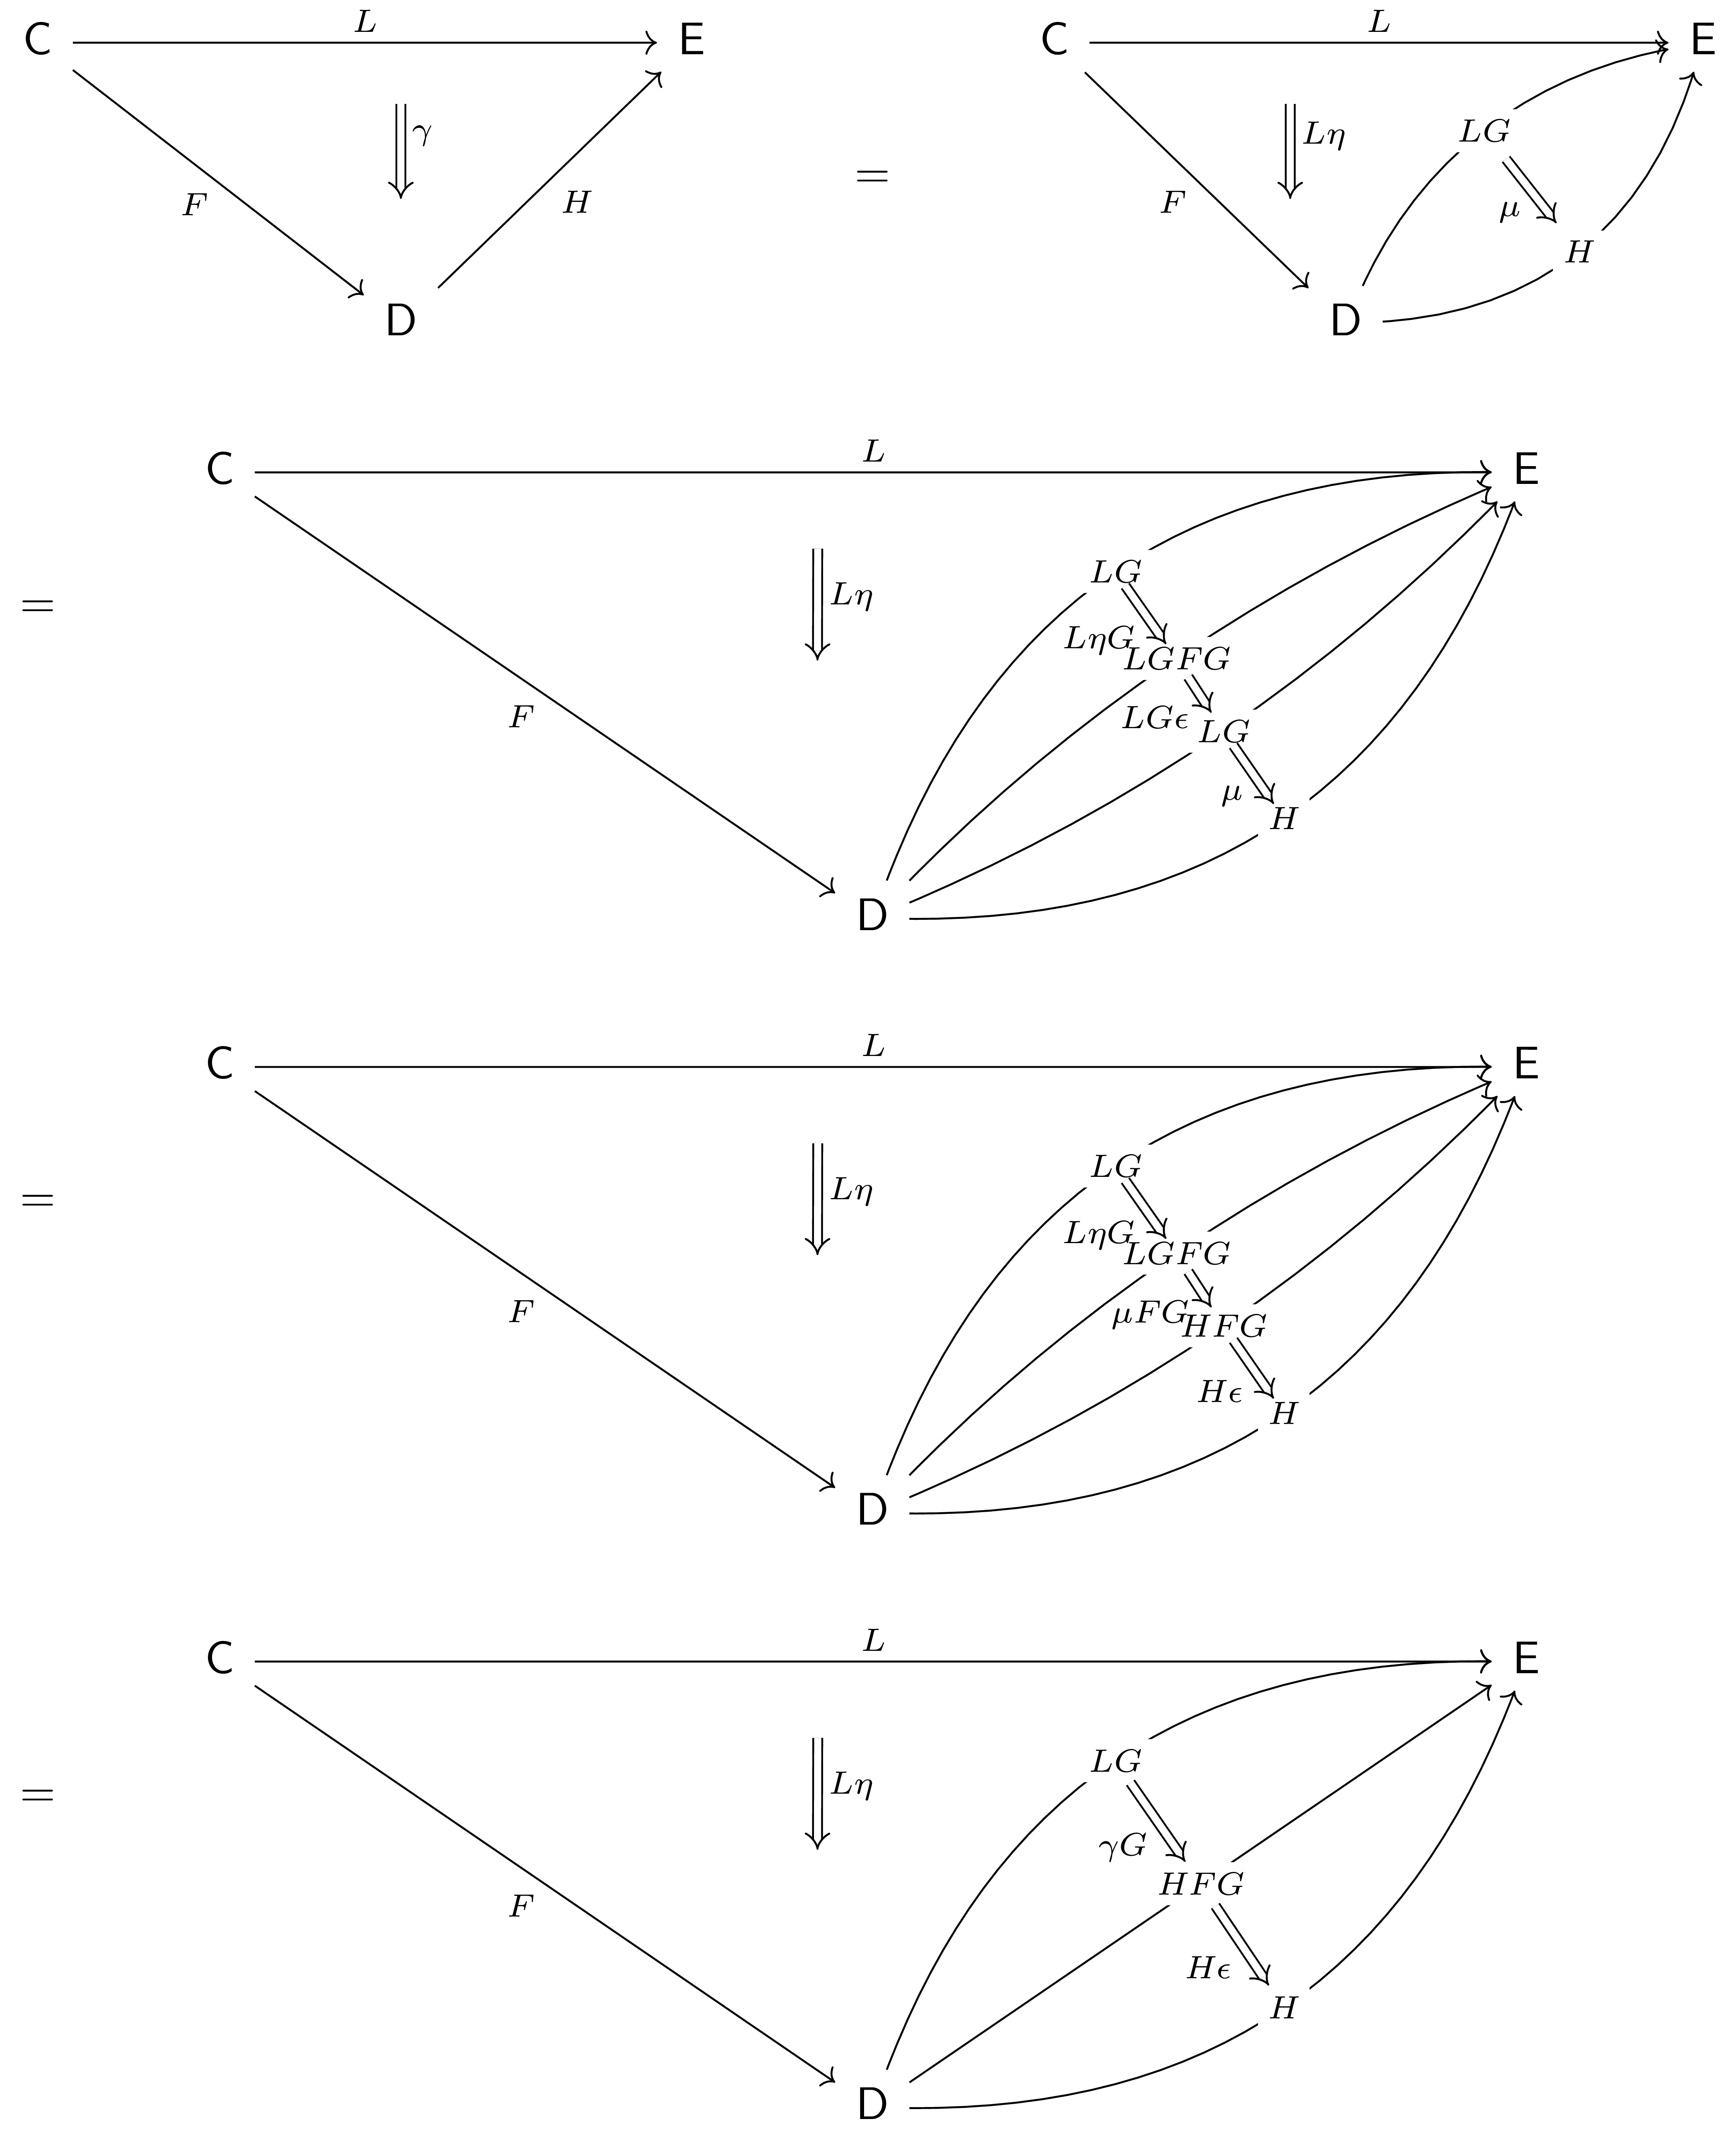 L L
C E C E
LG
γ Lη
= F H F μ
H
D D
L
C E
LG
= Lη LηG
LGFG
F LGϵ LG
μ H
D
L
C E
LG
= Lη LηG
LGFG
F μFG HFG
Hϵ H
D
L
C E
LG
= Lη
γG
HFG
F
Hϵ
H
D